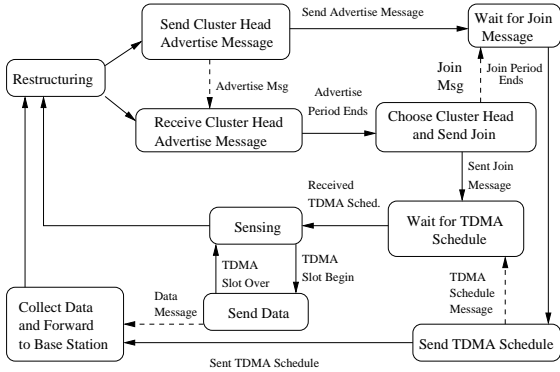 Send Cluster Head
Advertise Message
Send Advertise Message
Wait for Join
Message
Restructuring
Advertise Msg
Join
Msg
Join Period
Ends
Advertise
Period Ends
Receive Cluster Head
Advertise Message
Choose Cluster Head
and Send Join
Sent Join
Message
Received
TDMA Sched.
Sensing
Wait for TDMA
Schedule
TDMA
Slot Over
TDMA
Slot Begin
TDMA
Schedule
Message
Data
Message
Send Data
Collect Data
and Forward
to Base Station
Send TDMA Schedule
Sent TDMA Schedule